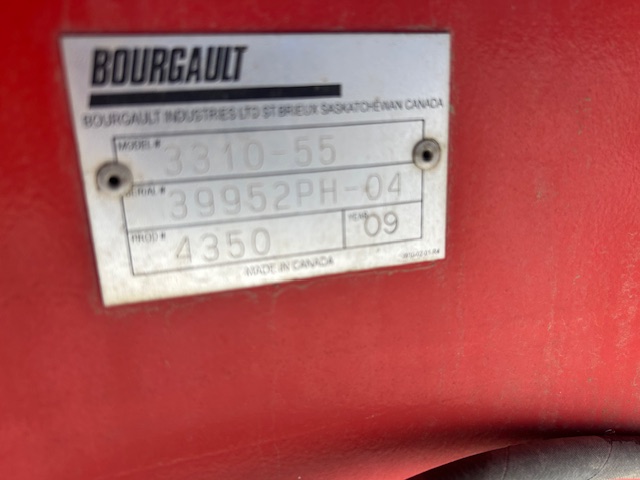 BOURGAULT
BOURGAULT INDUSTRIES LTD ST BRIEUX SASKATCHEWAN CANADA
MODEL # 3310-55
SERIAL # 39952PH-04
PROD # 4350 YEAR 09
MADE IN CANADA